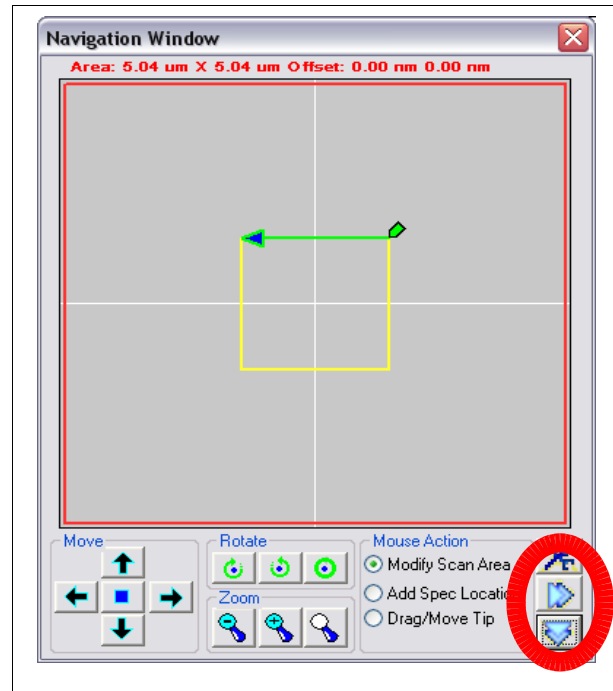 Navigation Window
Area: 5.04 um X 5.04 um Offset: 0.00 nm 0.00 nm
Move
Rotate
Mouse Action
Modify Scan Area
Add Spec Locatio
Zoom
Drag/Move Tip